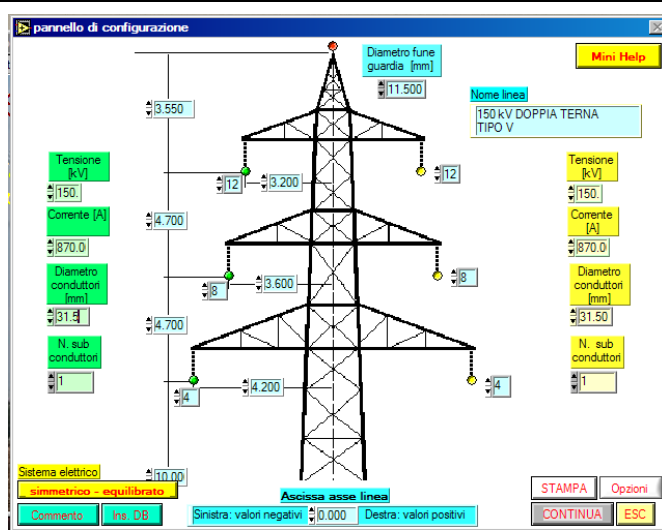 pannello di configurazione
Diametro fune
guardia [mm]
11.500
Mini Help
Nome linea
150 kV DOPPIA TERNA
TIPO V
3.550
Tensione
[kV]
150.
12
3.200
12
Tensione
[kV]
150.
Corrente [A]
870.0
4.700
Corrente [A]
870.0
8
3.600
8
Diametro
conduttori
[mm]
31.5
Diametro
conduttori
[mm]
31.50
4.700
N. sub
conduttori
1
N. sub
conduttori
1
4
4.200
4
Sistema elettrico
simmetrico - equilibrato
10.00
Ascissa asse linea
Sinistra: valori negativi
0.000
Destra: valori positivi
Commento
Ins. DB
STAMPA
Opzioni
CONTINUA
ESC